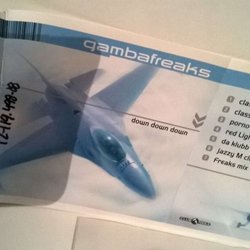 gambafreaks
down down down
1 clas
2 class
3 porno
4 red Ligh
5 da klubb
6 jazzy M cl
7 Freaks mix